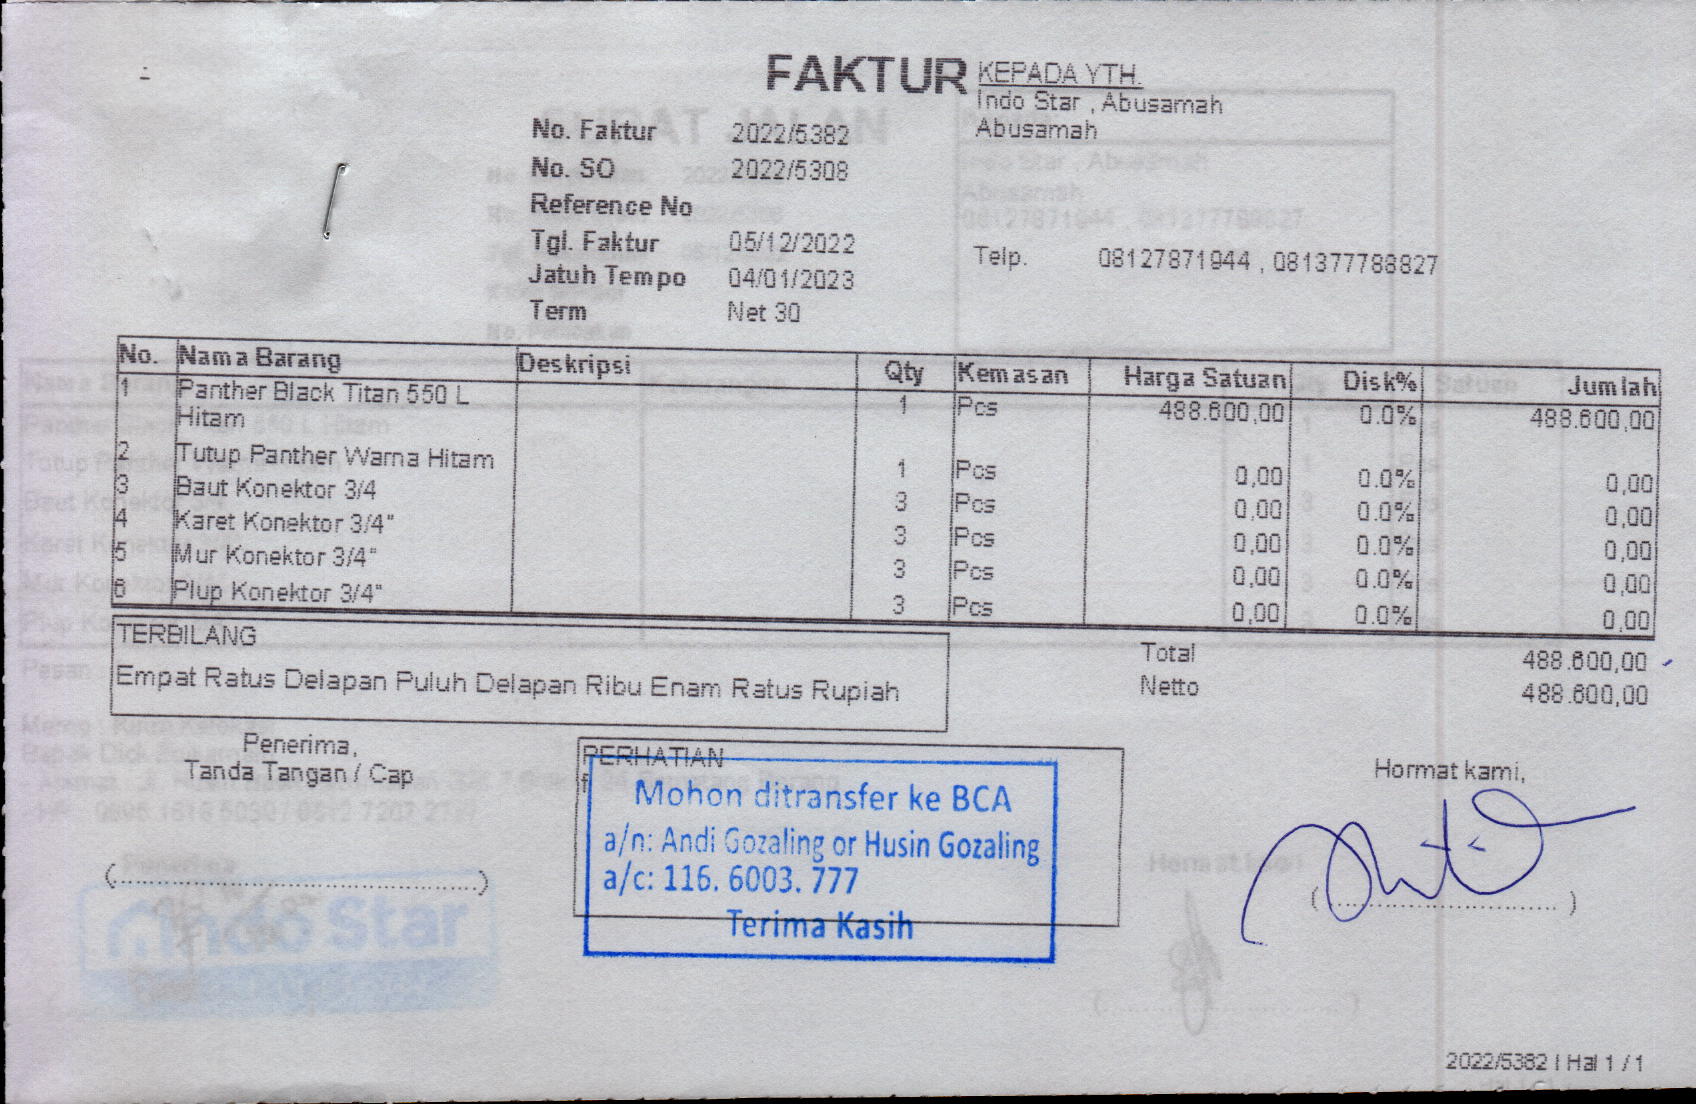 FAKTUR
KEPADA YTH.
Indo Star , Abusamah
Abusamah
No. Faktur 2022/5382
No. SO 2022/5308
Reference No
Tgl. Faktur 05/12/2022
Telp. 08127871944 , 081377788827
Jatuh Tempo 04/01/2023
Term Net 30
No. Nama Barang Deskripsi Qty Kemasan Harga Satuan Disk% Jumlah
1 Panther Black Titan 550 L 1 Pcs 488.600,00 0.0% 488.600,00
Hitam
2 Tutup Panther Warna Hitam 1 Pcs 0,00 0.0% 0,00
3 Baut Konektor 3/4 3 Pcs 0,00 0.0% 0,00
4 Karet Konektor 3/4" 3 Pcs 0,00 0.0% 0,00
5 Mur Konektor 3/4" 3 Pcs 0,00 0.0% 0,00
6 Plup Konektor 3/4" 3 Pcs 0,00 0.0% 0,00
TERBILANG
Empat Ratus Delapan Puluh Delapan Ribu Enam Ratus Rupiah
Total 488.600,00
Netto 488.600,00
Penerima,
Tanda Tangan / Cap
PERHATIAN
Mohon ditransfer ke BCA
a/n: Andi Gozaling or Husin Gozaling
a/c: 116. 6003. 777
Terima Kasih
Hormat kami,
Indo Star
2022/5382 | Hal 1 / 1